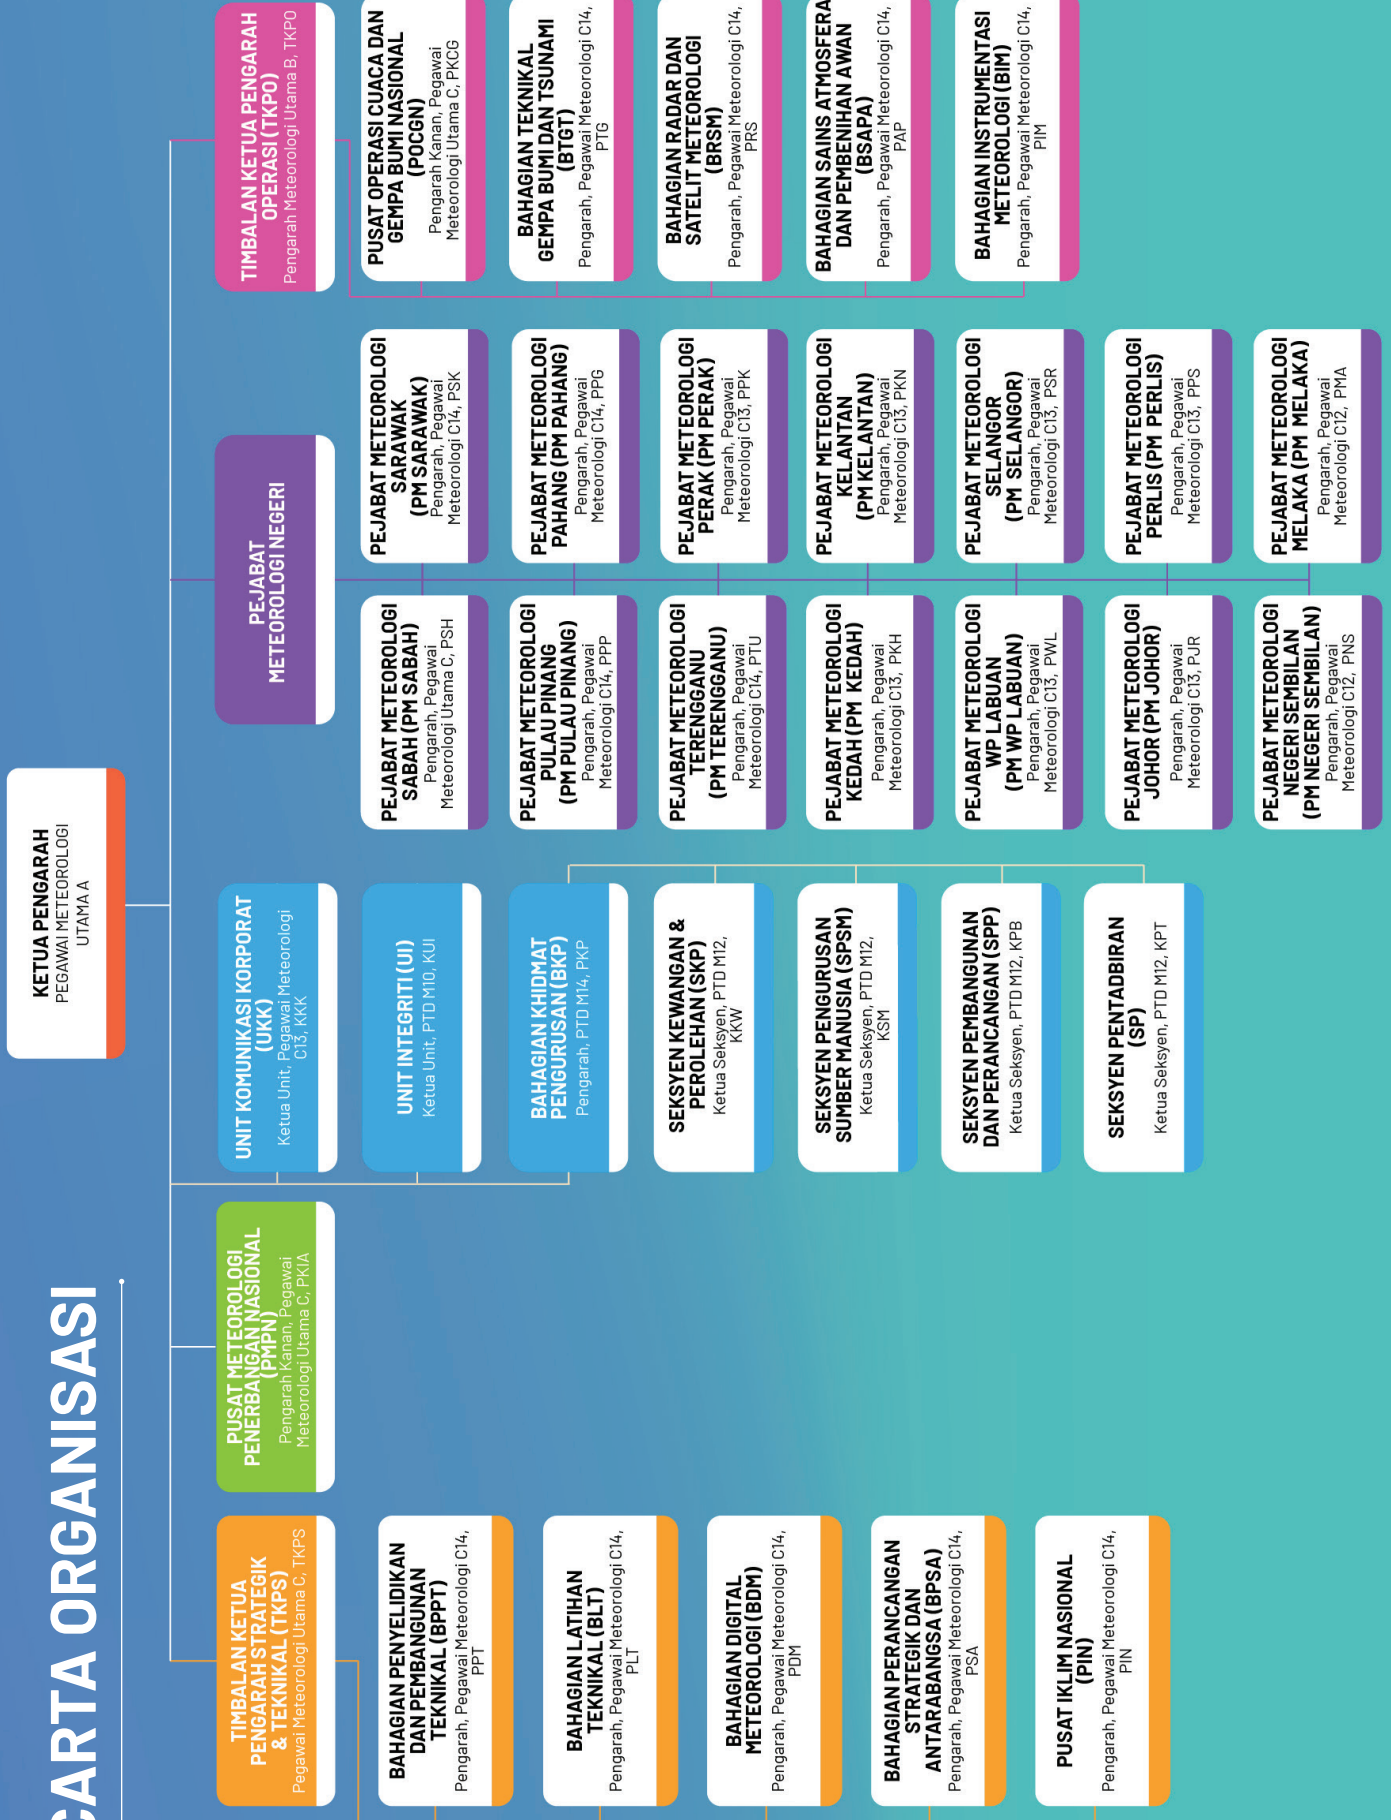 CARTA ORGANISASI
KETUA PENGARAH
PEGAWAI METEOROLOGI
UTAMA A
TIMBALAN KETUA
PENGARAH STRATEGIK
& TEKNIKAL (TKPS)
Pegawai Meteorologi Utama C, TKPS
BAHAGIAN PENYELIDIKAN
DAN PEMBANGUNAN
TEKNIKAL (BPPT)
Pengarah, Pegawai Meteorologi C14,
PPT
BAHAGIAN LATIHAN
TEKNIKAL (BLT)
Pengarah, Pegawai Meteorologi C14,
PLT
BAHAGIAN DIGITAL
METEOROLOGI (BDM)
Pengarah, Pegawai Meteorologi C14,
PDM
BAHAGIAN PERANCANGAN
STRATEGIK DAN
ANTARABANGSA (BPSA)
Pengarah, Pegawai Meteorologi C14,
PSA
PUSAT IKLIM NASIONAL
(PIN)
Pengarah, Pegawai Meteorologi C14,
PIN
PUSAT METEOROLOGI
PENERBANGAN NASIONAL
(PMPN)
Pengarah Kanan, Pegawai
Meteorologi Utama C, PKIA
UNIT KOMUNIKASI KORPORAT
(UKK)
Ketua Unit, Pegawai Meteorologi
C13, KKK
UNIT INTEGRITI (UI)
Ketua Unit, PTD M10, KUI
BAHAGIAN KHIDMAT
PENGURUSAN (BKP)
Pengarah, PTD M14, PKP
SEKSYEN KEWANGAN &
PEROLEHAN (SKP)
Ketua Seksyen, PTD M12,
KKW
SEKSYEN PENGURUSAN
SUMBER MANUSIA (SPSM)
Ketua Seksyen, PTD M12,
KSM
SEKSYEN PEMBANGUNAN
DAN PERANCANGAN (SPP)
Ketua Seksyen, PTD M12, KPB
SEKSYEN PENTADBIRAN
(SP)
Ketua Seksyen, PTD M12, KPT
PEJABAT
METEOROLOGI NEGERI
PEJABAT METEOROLOGI
SABAH (PM SABAH)
Pengarah, Pegawai
Meteorologi Utama C, PSH
PEJABAT METEOROLOGI
SARAWAK
(PM SARAWAK)
Pengarah, Pegawai
Meteorologi C14, PSK
PEJABAT METEOROLOGI
PULAU PINANG
(PM PULAU PINANG)
Pengarah, Pegawai
Meteorologi C14, PPP
PEJABAT METEOROLOGI
PAHANG (PM PAHANG)
Pengarah, Pegawai
Meteorologi C14, PPG
PEJABAT METEOROLOGI
TERENGGANU
(PM TERENGGANU)
Pengarah, Pegawai
Meteorologi C14, PTU
PEJABAT METEOROLOGI
PERAK (PM PERAK)
Pengarah, Pegawai
Meteorologi C13, PPK
PEJABAT METEOROLOGI
KEDAH (PM KEDAH)
Pengarah, Pegawai
Meteorologi C13, PKH
PEJABAT METEOROLOGI
KELANTAN
(PM KELANTAN)
Pengarah, Pegawai
Meteorologi C13, PKN
PEJABAT METEOROLOGI
WP LABUAN
(PM WP LABUAN)
Pengarah, Pegawai
Meteorologi C13, PWL
PEJABAT METEOROLOGI
SELANGOR
(PM SELANGOR)
Pengarah, Pegawai
Meteorologi C13, PSR
PEJABAT METEOROLOGI
JOHOR (PM JOHOR)
Pengarah, Pegawai
Meteorologi C13, PJR
PEJABAT METEOROLOGI
PERLIS (PM PERLIS)
Pengarah, Pegawai
Meteorologi C13, PPS
PEJABAT METEOROLOGI
NEGERI SEMBILAN
(PM NEGERI SEMBILAN)
Pengarah, Pegawai
Meteorologi C12, PNS
PEJABAT METEOROLOGI
MELAKA (PM MELAKA)
Pengarah, Pegawai
Meteorologi C12, PMA
TIMBALAN KETUA PENGARAH
OPERASI (TKPO)
Pengarah Meteorologi Utama B, TKPO
PUSAT OPERASI CUACA DAN
GEMPA BUMI NASIONAL
(POCGN)
Pengarah Kanan, Pegawai
Meteorologi Utama C, PKCG
BAHAGIAN TEKNIKAL
GEMPA BUMI DAN TSUNAMI
(BTGT)
Pengarah, Pegawai Meteorologi C14,
PTG
BAHAGIAN RADAR DAN
SATELIT METEOROLOGI
(BRSM)
Pengarah, Pegawai Meteorologi C14,
PRS
BAHAGIAN SAINS ATMOSFERA
DAN PEMBENIHAN AWAN
(BSAPA)
Pengarah, Pegawai Meteorologi C14,
PAP
BAHAGIAN INSTRUMENTASI
METEOROLOGI (BIM)
Pengarah, Pegawai Meteorologi C14,
PIM